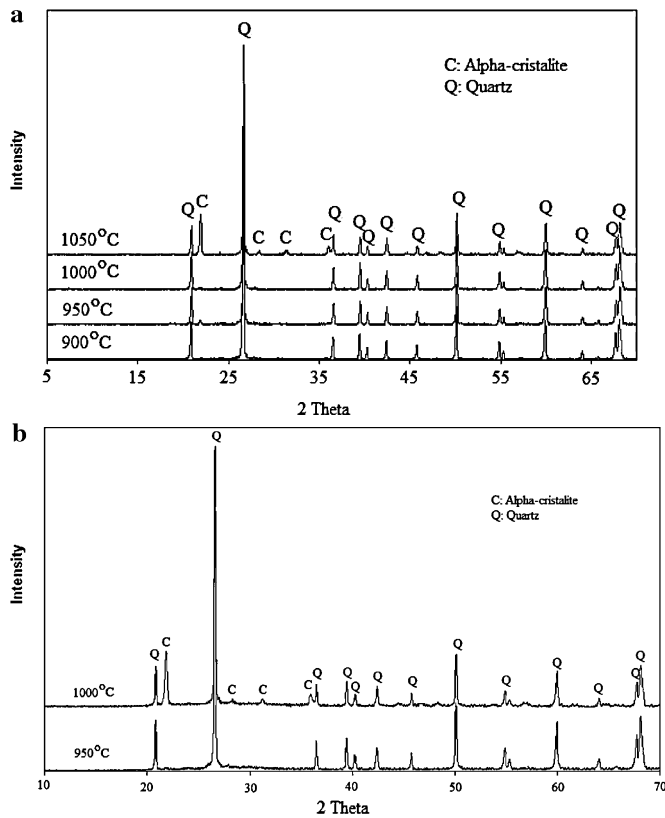 a
Q
C: Alpha-cristalite
Q: Quartz
Intensity
Q C
C C C Q Q Q Q Q Q Q Q Q Q Q
1050°C
1000°C
950°C
900°C
5 15 25 35 45 55 65
2 Theta
b
Q
C: Alpha-cristalite
Q: Quartz
Intensity
Q C
C C C Q Q Q Q Q Q Q Q Q Q Q
1000°C
950°C
10 20 30 40 50 60 70
2 Theta